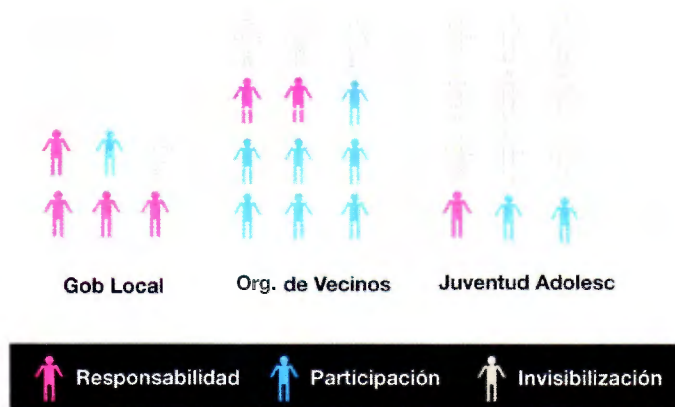 Gob Local Org. de Vecinos Juventud Adolesc
Responsabilidad Participación Invisibilización